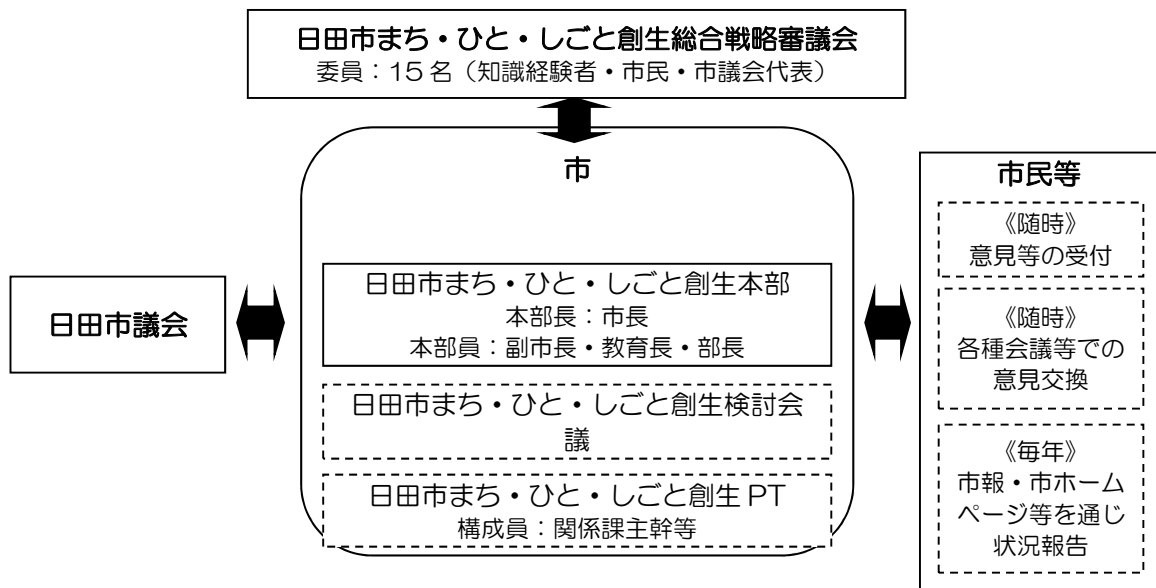 日田市まち・ひと・しごと創生総合戦略審議会
委員：15名（知識経験者・市民・市議会代表）
市
日田市議会
日田市まち・ひと・しごと創生本部
本部長：市長
本部員：副市長・教育長・部長
日田市まち・ひと・しごと創生検討会
議
日田市まち・ひと・しごと創生PT
構成員：関係課主幹等
市民等
《随時》
意見等の受付
《随時》
各種会議等での
意見交換
《毎年》
市報・市ホーム
ページ等を通じ
状況報告